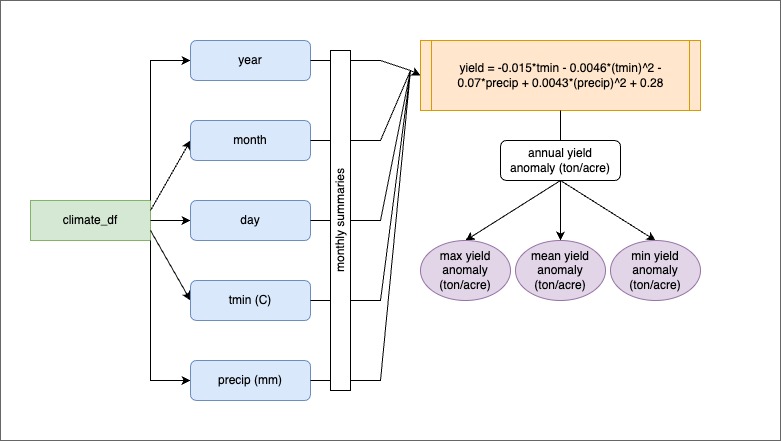 year
month
climate_df
day
tmin (C)
precip (mm)
monthly summaries
yield = -0.015*tmin - 0.0046*(tmin)^2 -
0.07*precip + 0.0043*(precip)^2 + 0.28
annual yield
anomaly (ton/acre)
max yield
anomaly
(ton/acre)
mean yield
anomaly
(ton/acre)
min yield
anomaly
(ton/acre)